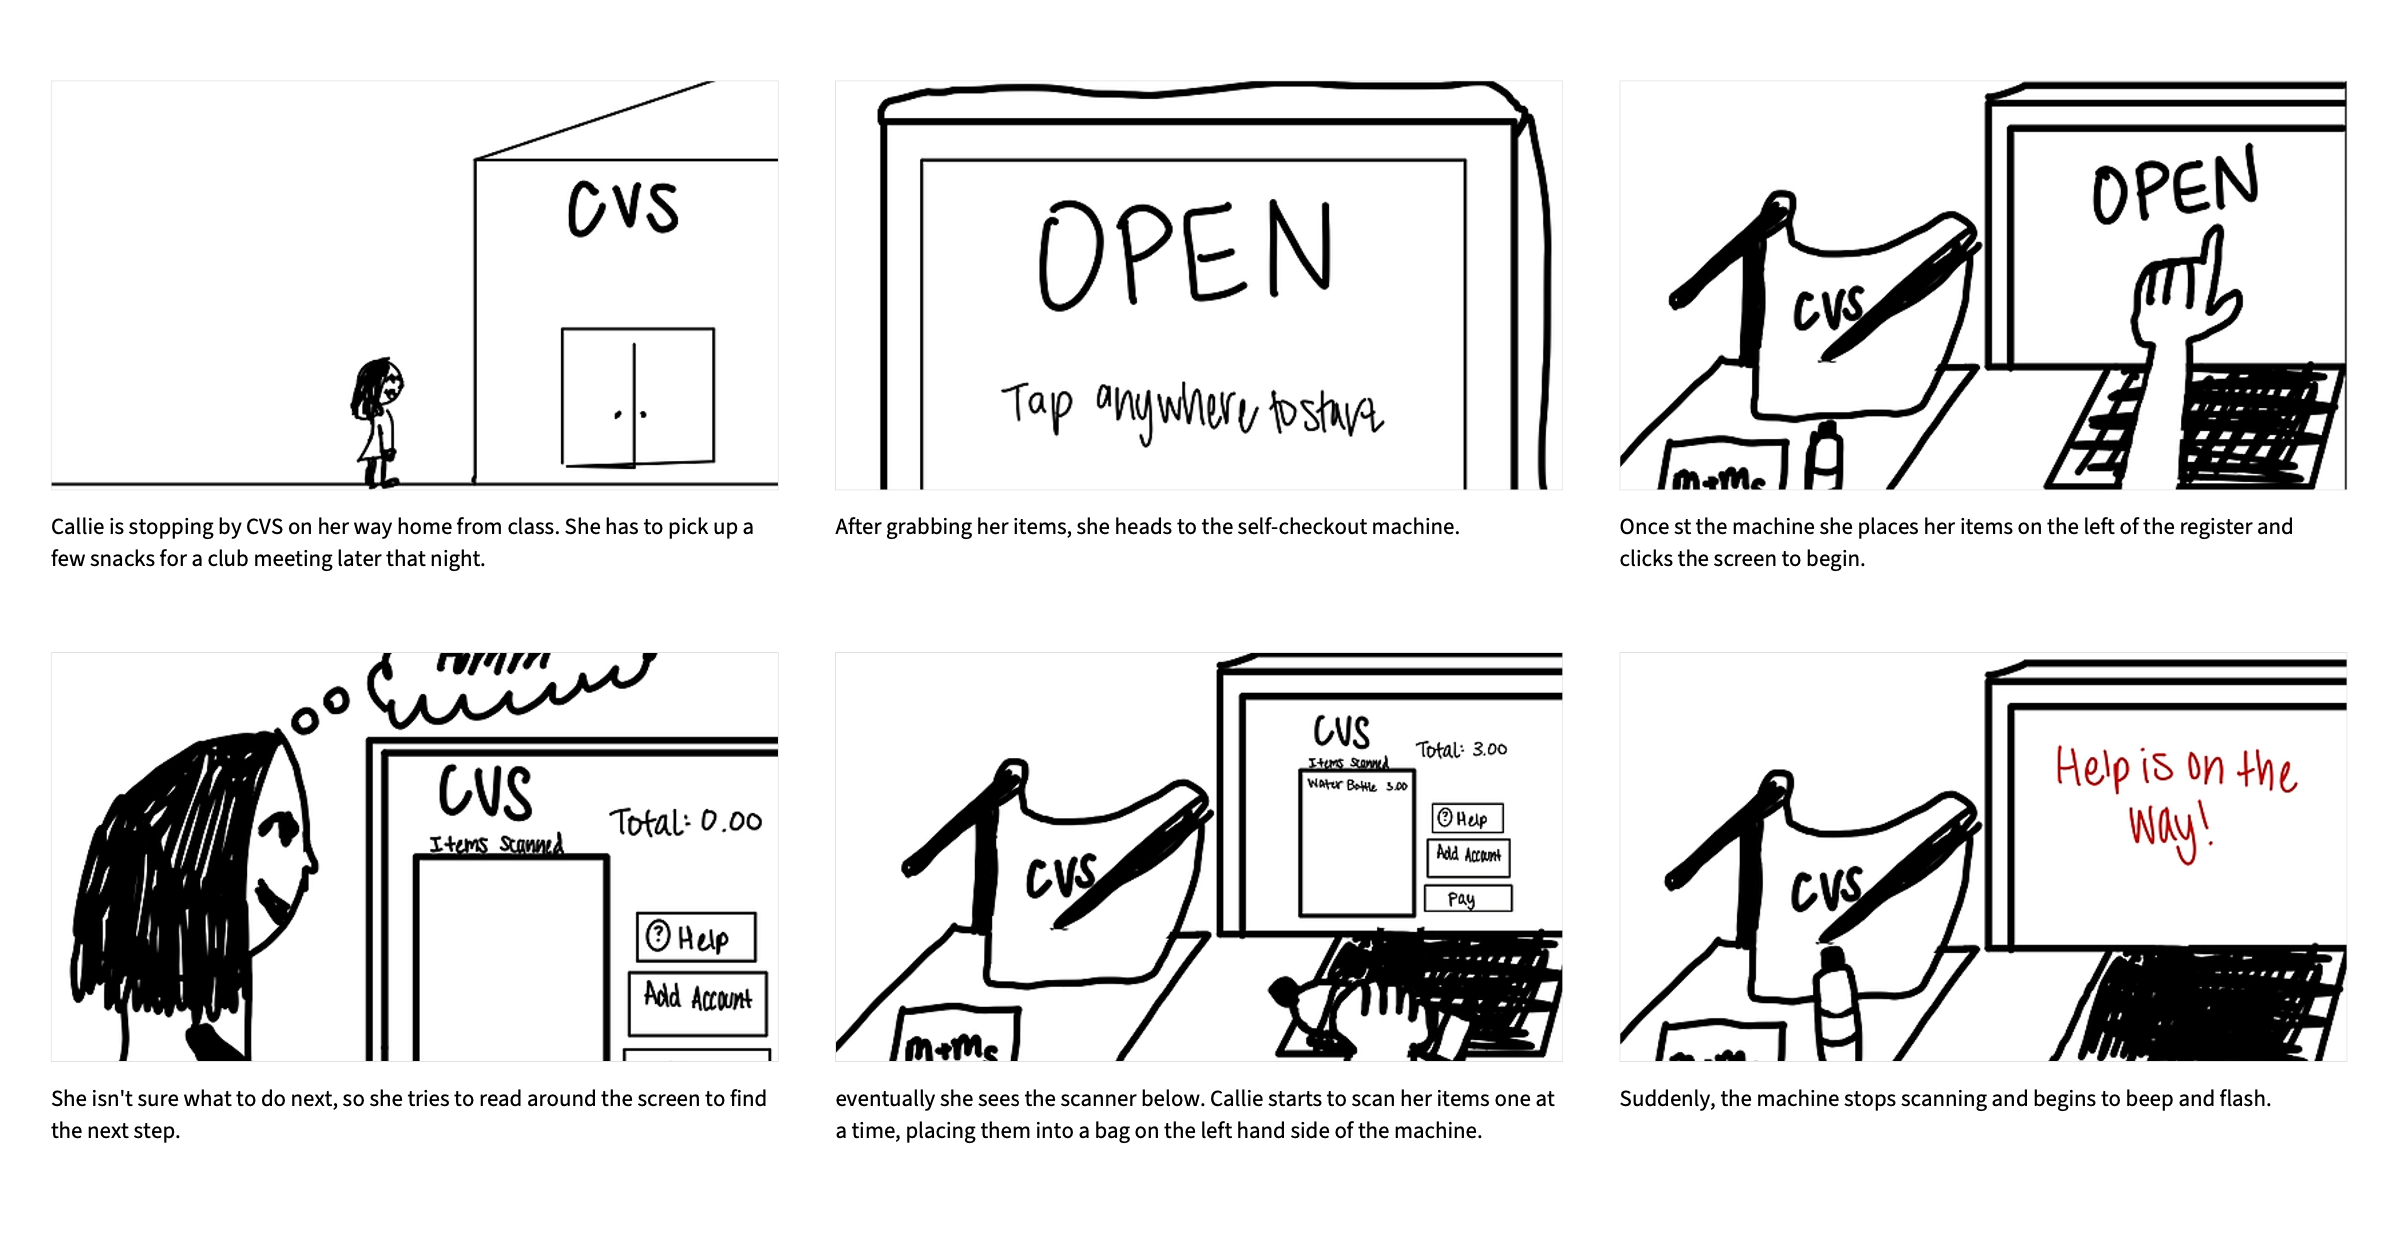 CVS
Callie is stopping by CVS on her way home from class. She has to pick up a
few snacks for a club meeting later that night.
OPEN
Tap anywhere to start
After grabbing her items, she heads to the self-checkout machine.
OPEN
CVS
m+ms
Once st the machine she places her items on the left of the register and
clicks the screen to begin.
Hmm
CVS
Total: 0.00
Items Scanned
? Help
Add Account
She isn't sure what to do next, so she tries to read around the screen to find
the next step.
CVS
Total: 3.00
Items Scanned
Water Bottle 3.00
? Help
Add Account
Pay
CVS
m+ms
eventually she sees the scanner below. Callie starts to scan her items one at
a time, placing them into a bag on the left hand side of the machine.
Help is on the
Way!
CVS
Suddenly, the machine stops scanning and begins to beep and flash.